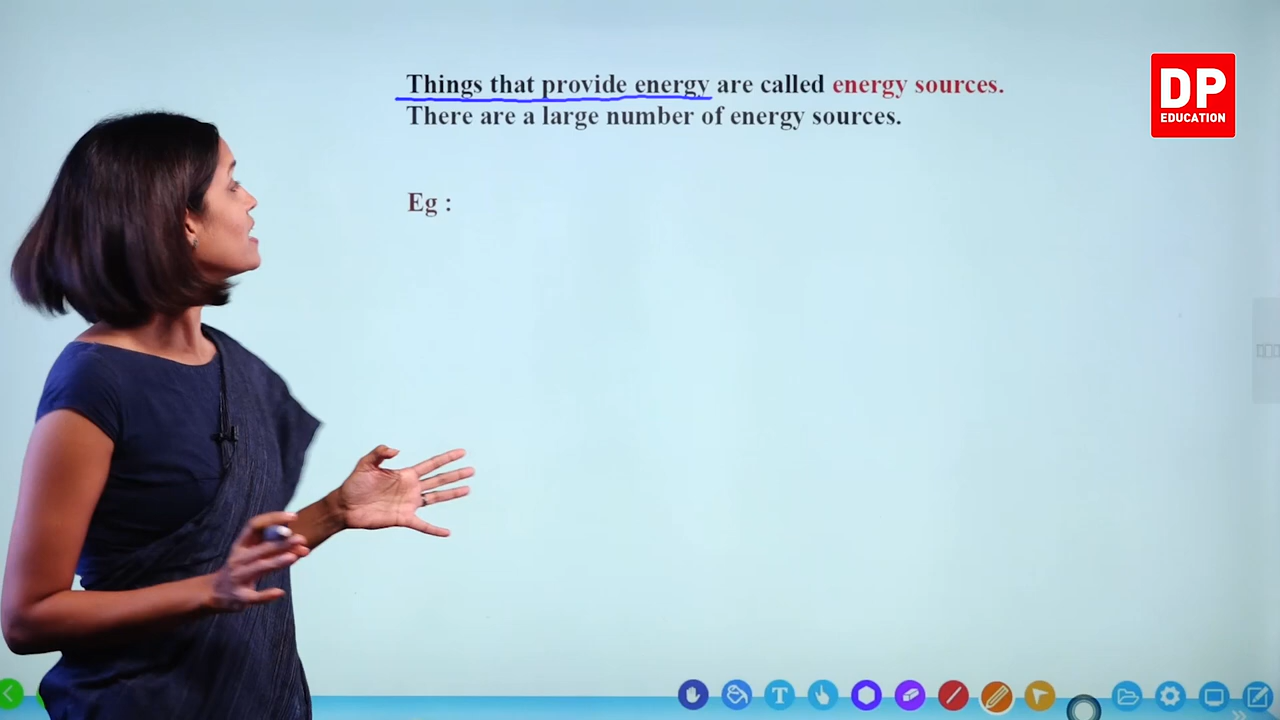 Things that provide energy are called energy sources.
There are a large number of energy sources.
DP
EDUCATION
Eg :
T